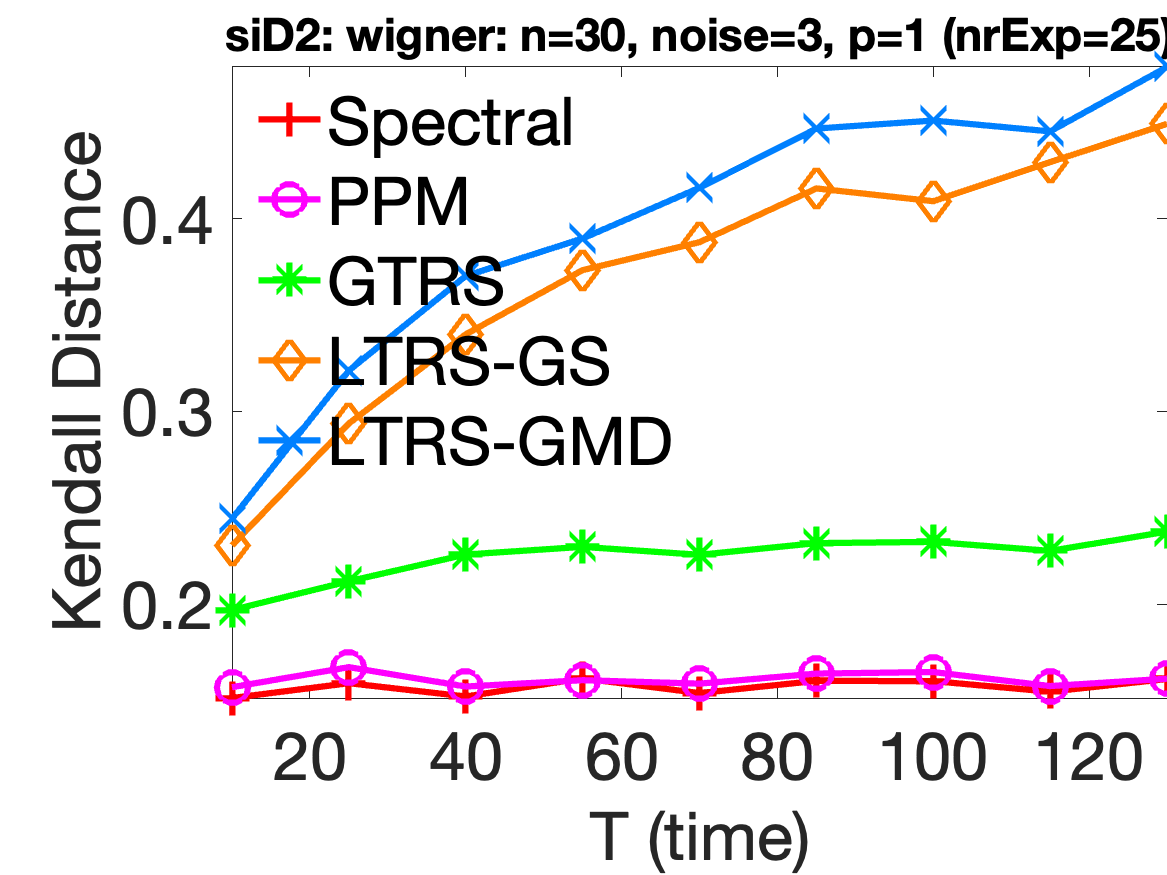 siD2: wigner: n=30, noise=3, p=1 (nrExp=25)
Spectral
PPM
GTRS
LTRS-GS
LTRS-GMD
Kendall Distance
0.4
0.3
0.2
20 40 60 80 100 120
T (time)